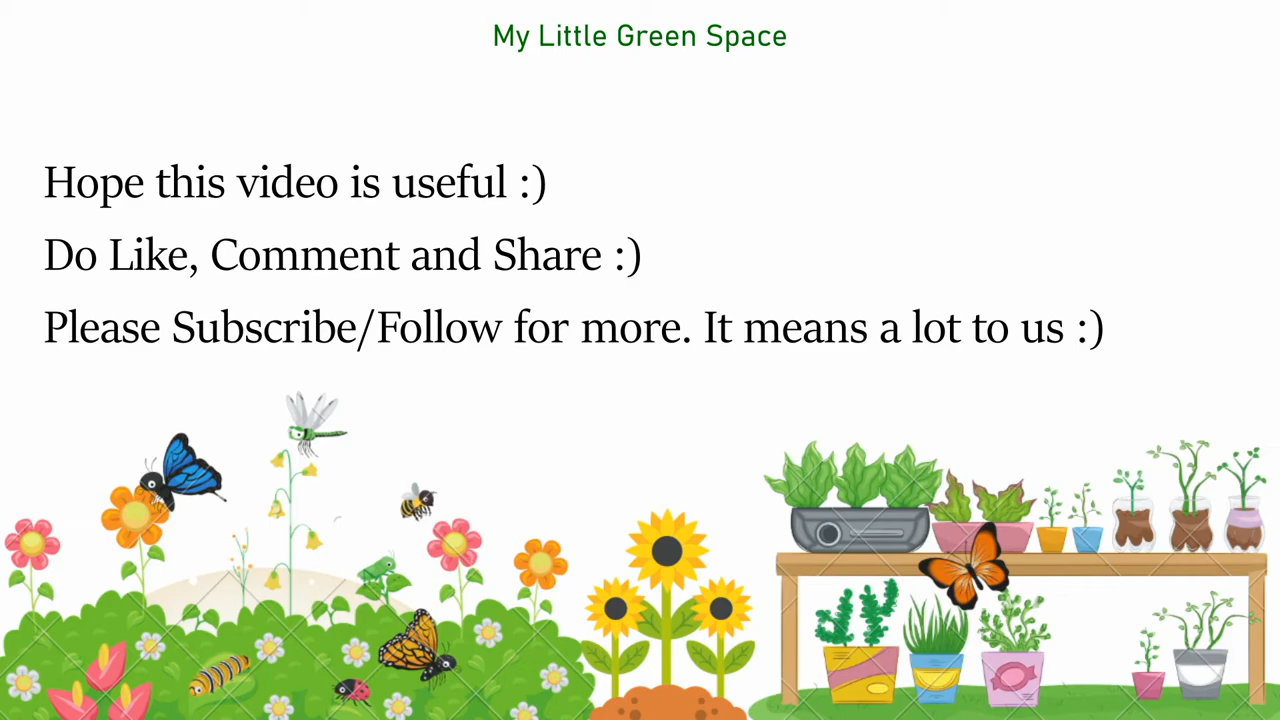 My Little Green Space
Hope this video is useful :)
Do Like, Comment and Share :)
Please Subscribe/Follow for more. It means a lot to us :)